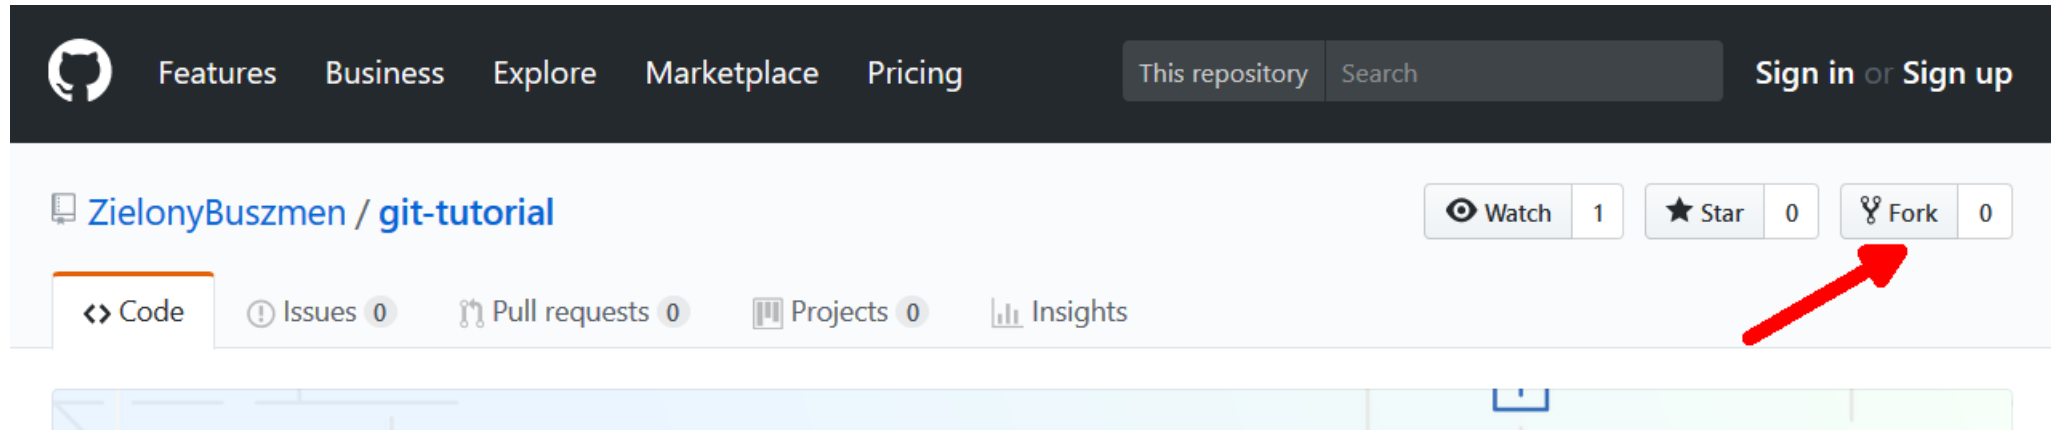 Features Business Explore Marketplace Pricing This repository Search Sign in or Sign up
ZielonyBuszmen / git-tutorial Watch 1 Star 0 Fork 0
Code Issues 0 Pull requests 0 Projects 0 Insights